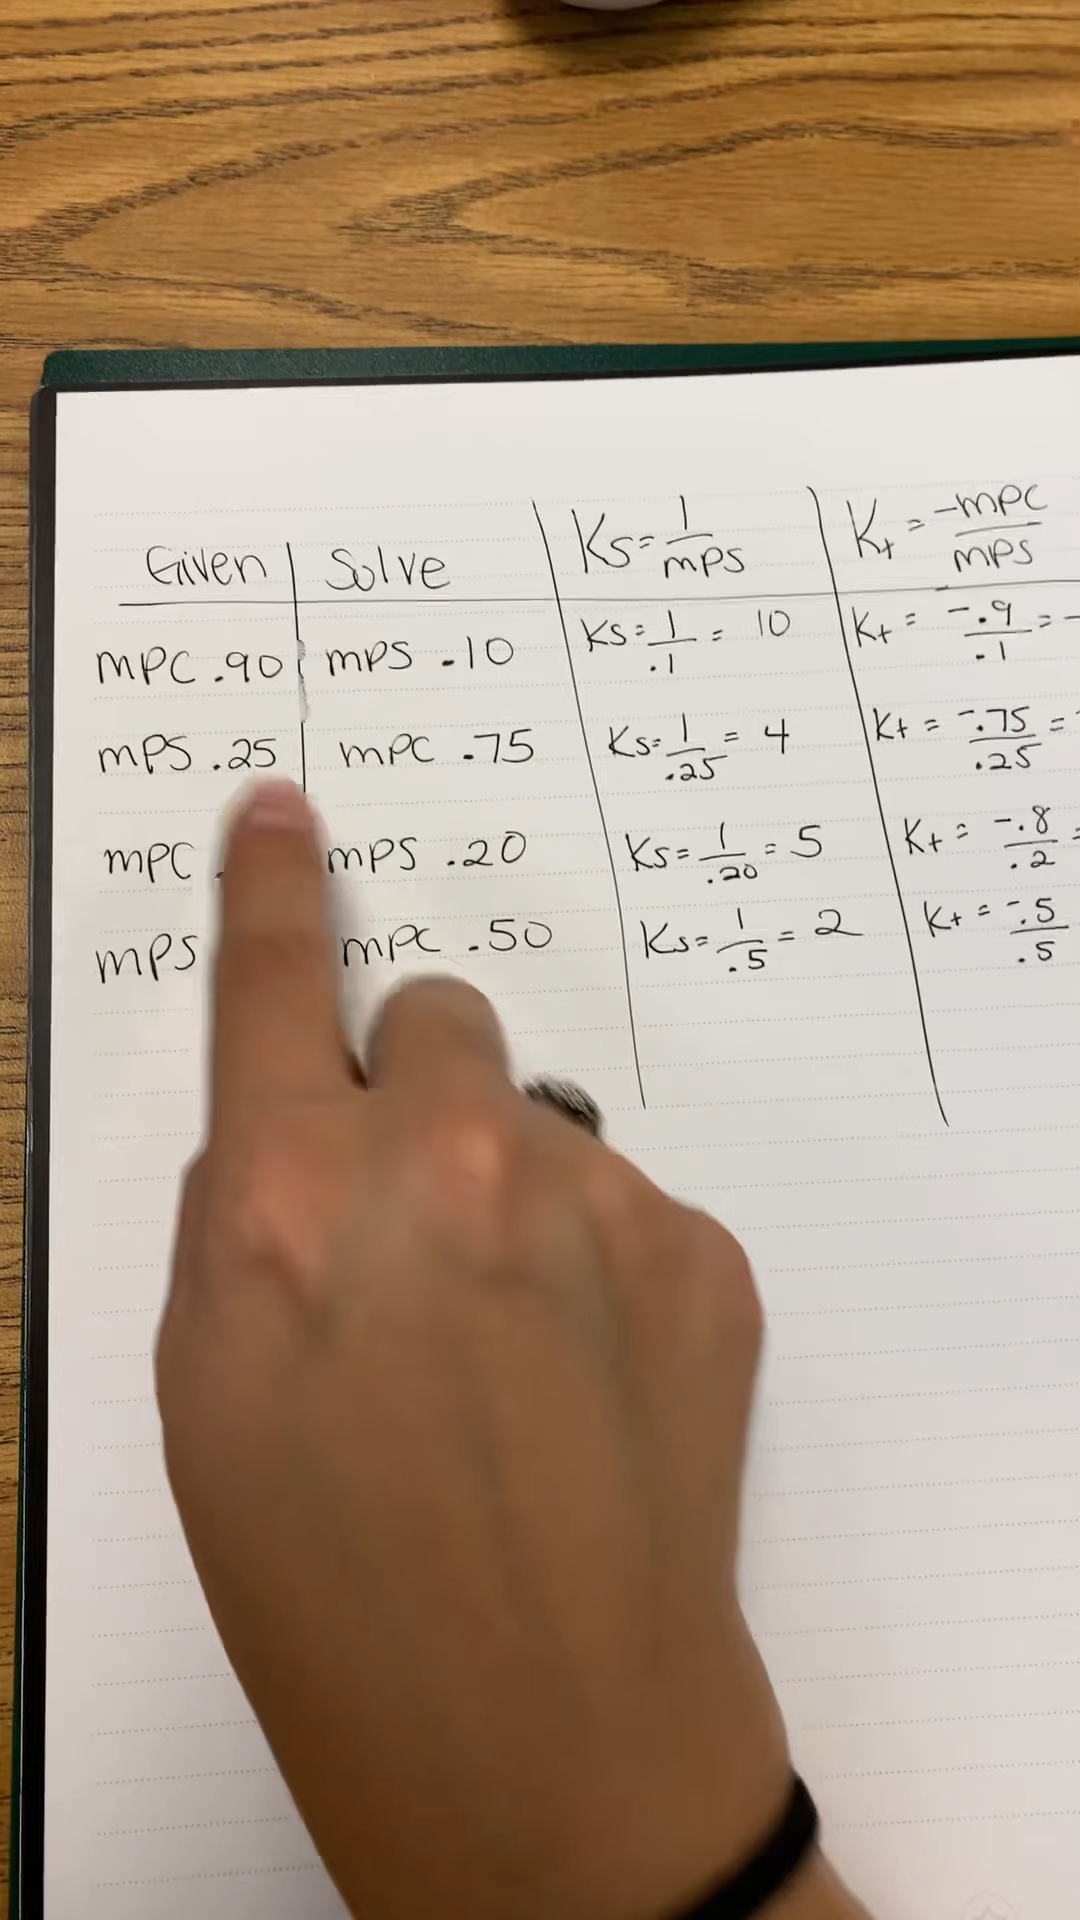 Given Solve Ks = 1/mPS Kt = -mPC/mPS
mPC .90 mPS .10 Ks = 1/.1 = 10 Kt = -.9/.1 = -
mPS .25 mPC .75 Ks = 1/.25 = 4 Kt = -.75/.25 =
mPC . mPS .20 Ks = 1/.20 = 5 Kt = -.8/.2 =
mPS mPC .50 Ks = 1/.5 = 2 Kt = -.5/.5